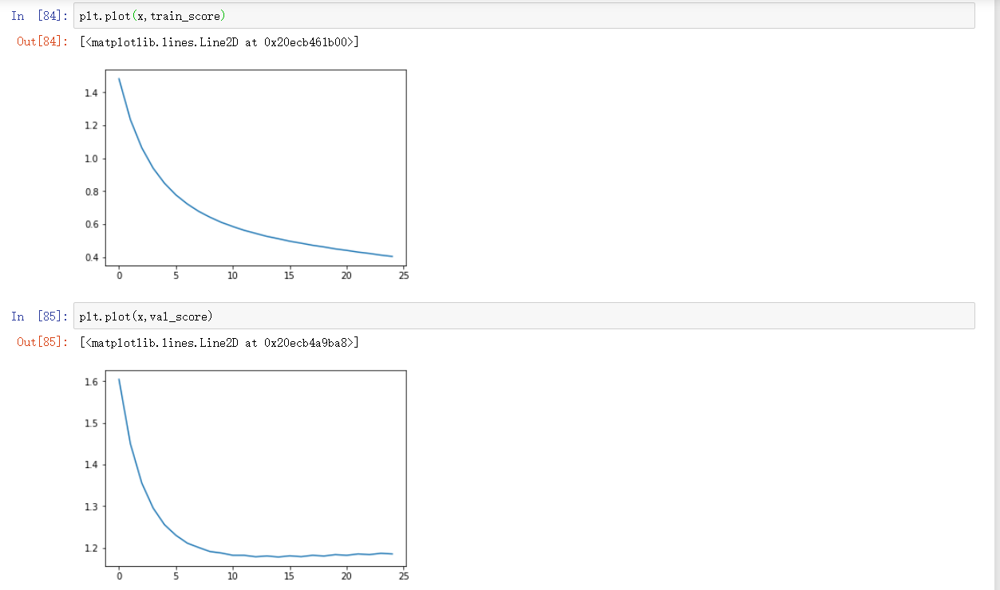 In [84]: plt.plot(x,train_score)
Out[84]: [<matplotlib.lines.Line2D at 0x20ecb461b00>]
1.4
1.2
1.0
0.8
0.6
0.4
0 5 10 15 20 25
In [85]: plt.plot(x,val_score)
Out[85]: [<matplotlib.lines.Line2D at 0x20ecb4a9ba8>]
1.6
1.5
1.4
1.3
1.2
0 5 10 15 20 25